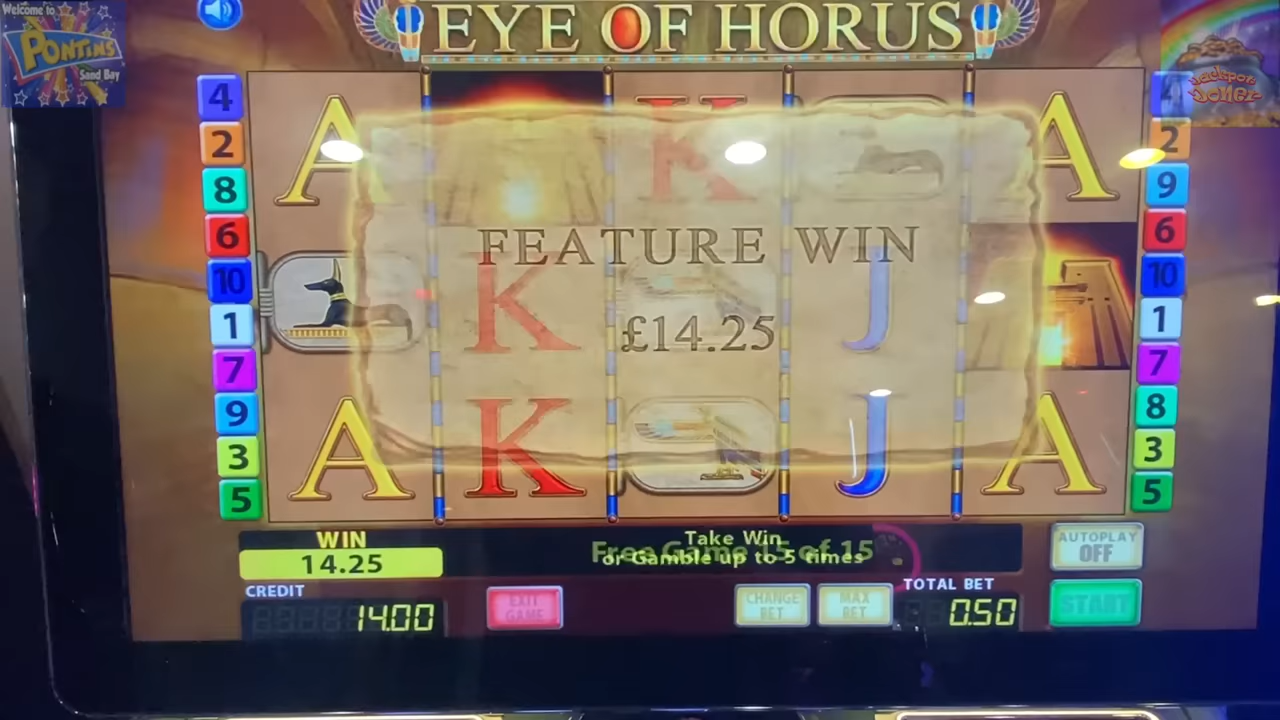 Welcome to
PONTINS
Sand Bay
EYE OF HORUS
Jackpot
Joker
4
2
8
6
10
1
7
9
3
5
4
2
9
6
10
1
7
8
3
5
A
K
A
FEATURE WIN
K
J
£14.25
A
K
J
A
WIN
14.25
Take Win
Free Game 15 of 15
or Gamble up to 5 times
AUTOPLAY
OFF
CREDIT
14.00
EXIT
GAME
CHANGE
BET
MAX
BET
TOTAL BET
0.50
START